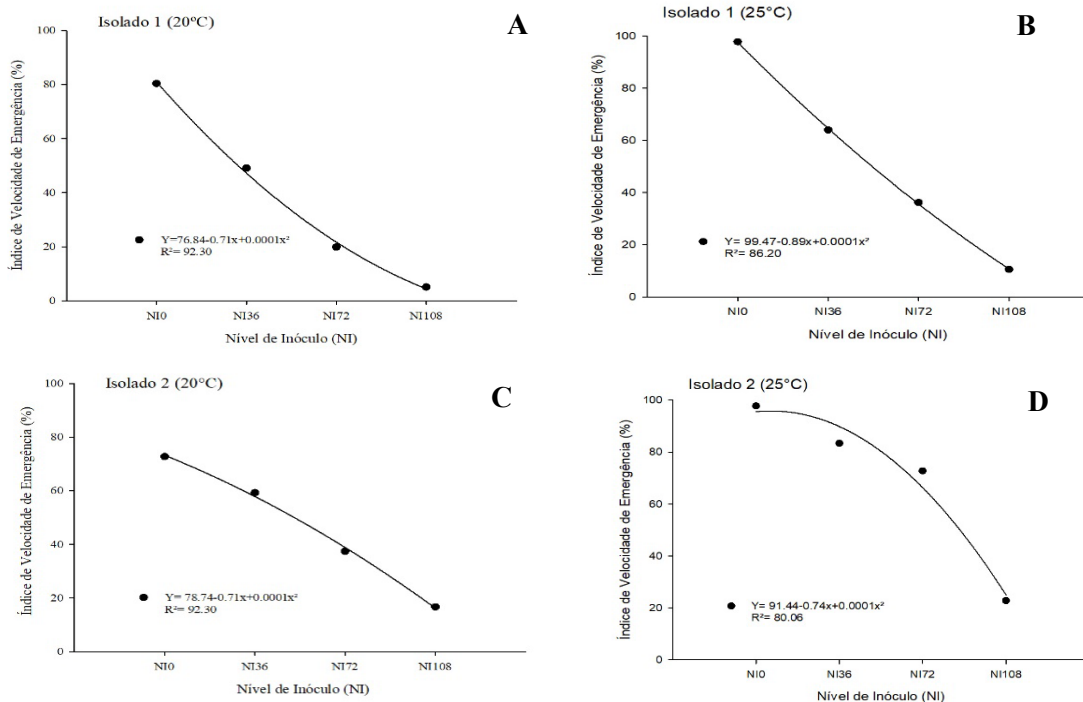 Isolado 1 (20°C)
A
Índice de Velocidade de Emergência (%)
100
80
60
40
20
0
Y=76.84-0.71x+0.0001x²
R²= 92.30
NI0 NI36 NI72 NI108
Nível de Inóculo (NI)
Isolado 1 (25°C)
B
Índice de Velocidade de Emergência (%)
100
80
60
40
20
0
Y= 99.47-0.89x+0.0001x²
R²= 86.20
NI0 NI36 NI72 NI108
Nível de Inóculo (NI)
Isolado 2 (20°C)
C
Índice de Velocidade de Emergência (%)
100
80
60
40
20
0
Y= 78.74-0.71x+0.0001x²
R²= 92.30
NI0 NI36 NI72 NI108
Nível de Inóculo (NI)
Isolado 2 (25°C)
D
Índice de Velocidade de Emergência (%)
100
80
60
40
20
0
Y= 91.44-0.74x+0.0001x²
R²= 80.06
NI0 NI36 NI72 NI108
Nível de Inóculo (NI)